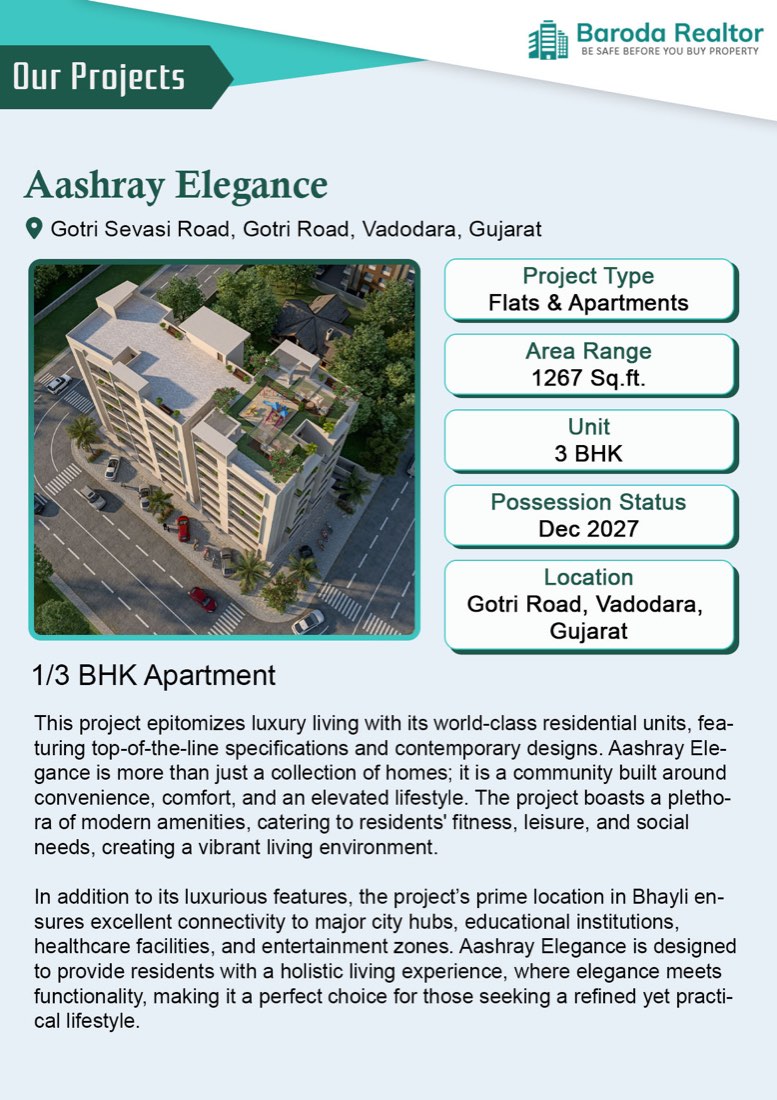 Baroda Realtor
BE SAFE BEFORE YOU BUY PROPERTY
Our Projects
Aashray Elegance
Gotri Sevasi Road, Gotri Road, Vadodara, Gujarat
Project Type
Flats & Apartments
Area Range
1267 Sq.ft.
Unit
3 BHK
Possession Status
Dec 2027
Location
Gotri Road, Vadodara,
Gujarat
1/3 BHK Apartment
This project epitomizes luxury living with its world-class residential units, fea-
turing top-of-the-line specifications and contemporary designs. Aashray Ele-
gance is more than just a collection of homes; it is a community built around
convenience, comfort, and an elevated lifestyle. The project boasts a pletho-
ra of modern amenities, catering to residents' fitness, leisure, and social
needs, creating a vibrant living environment.
In addition to its luxurious features, the project’s prime location in Bhayli en-
sures excellent connectivity to major city hubs, educational institutions,
healthcare facilities, and entertainment zones. Aashray Elegance is designed
to provide residents with a holistic living experience, where elegance meets
functionality, making it a perfect choice for those seeking a refined yet practi-
cal lifestyle.